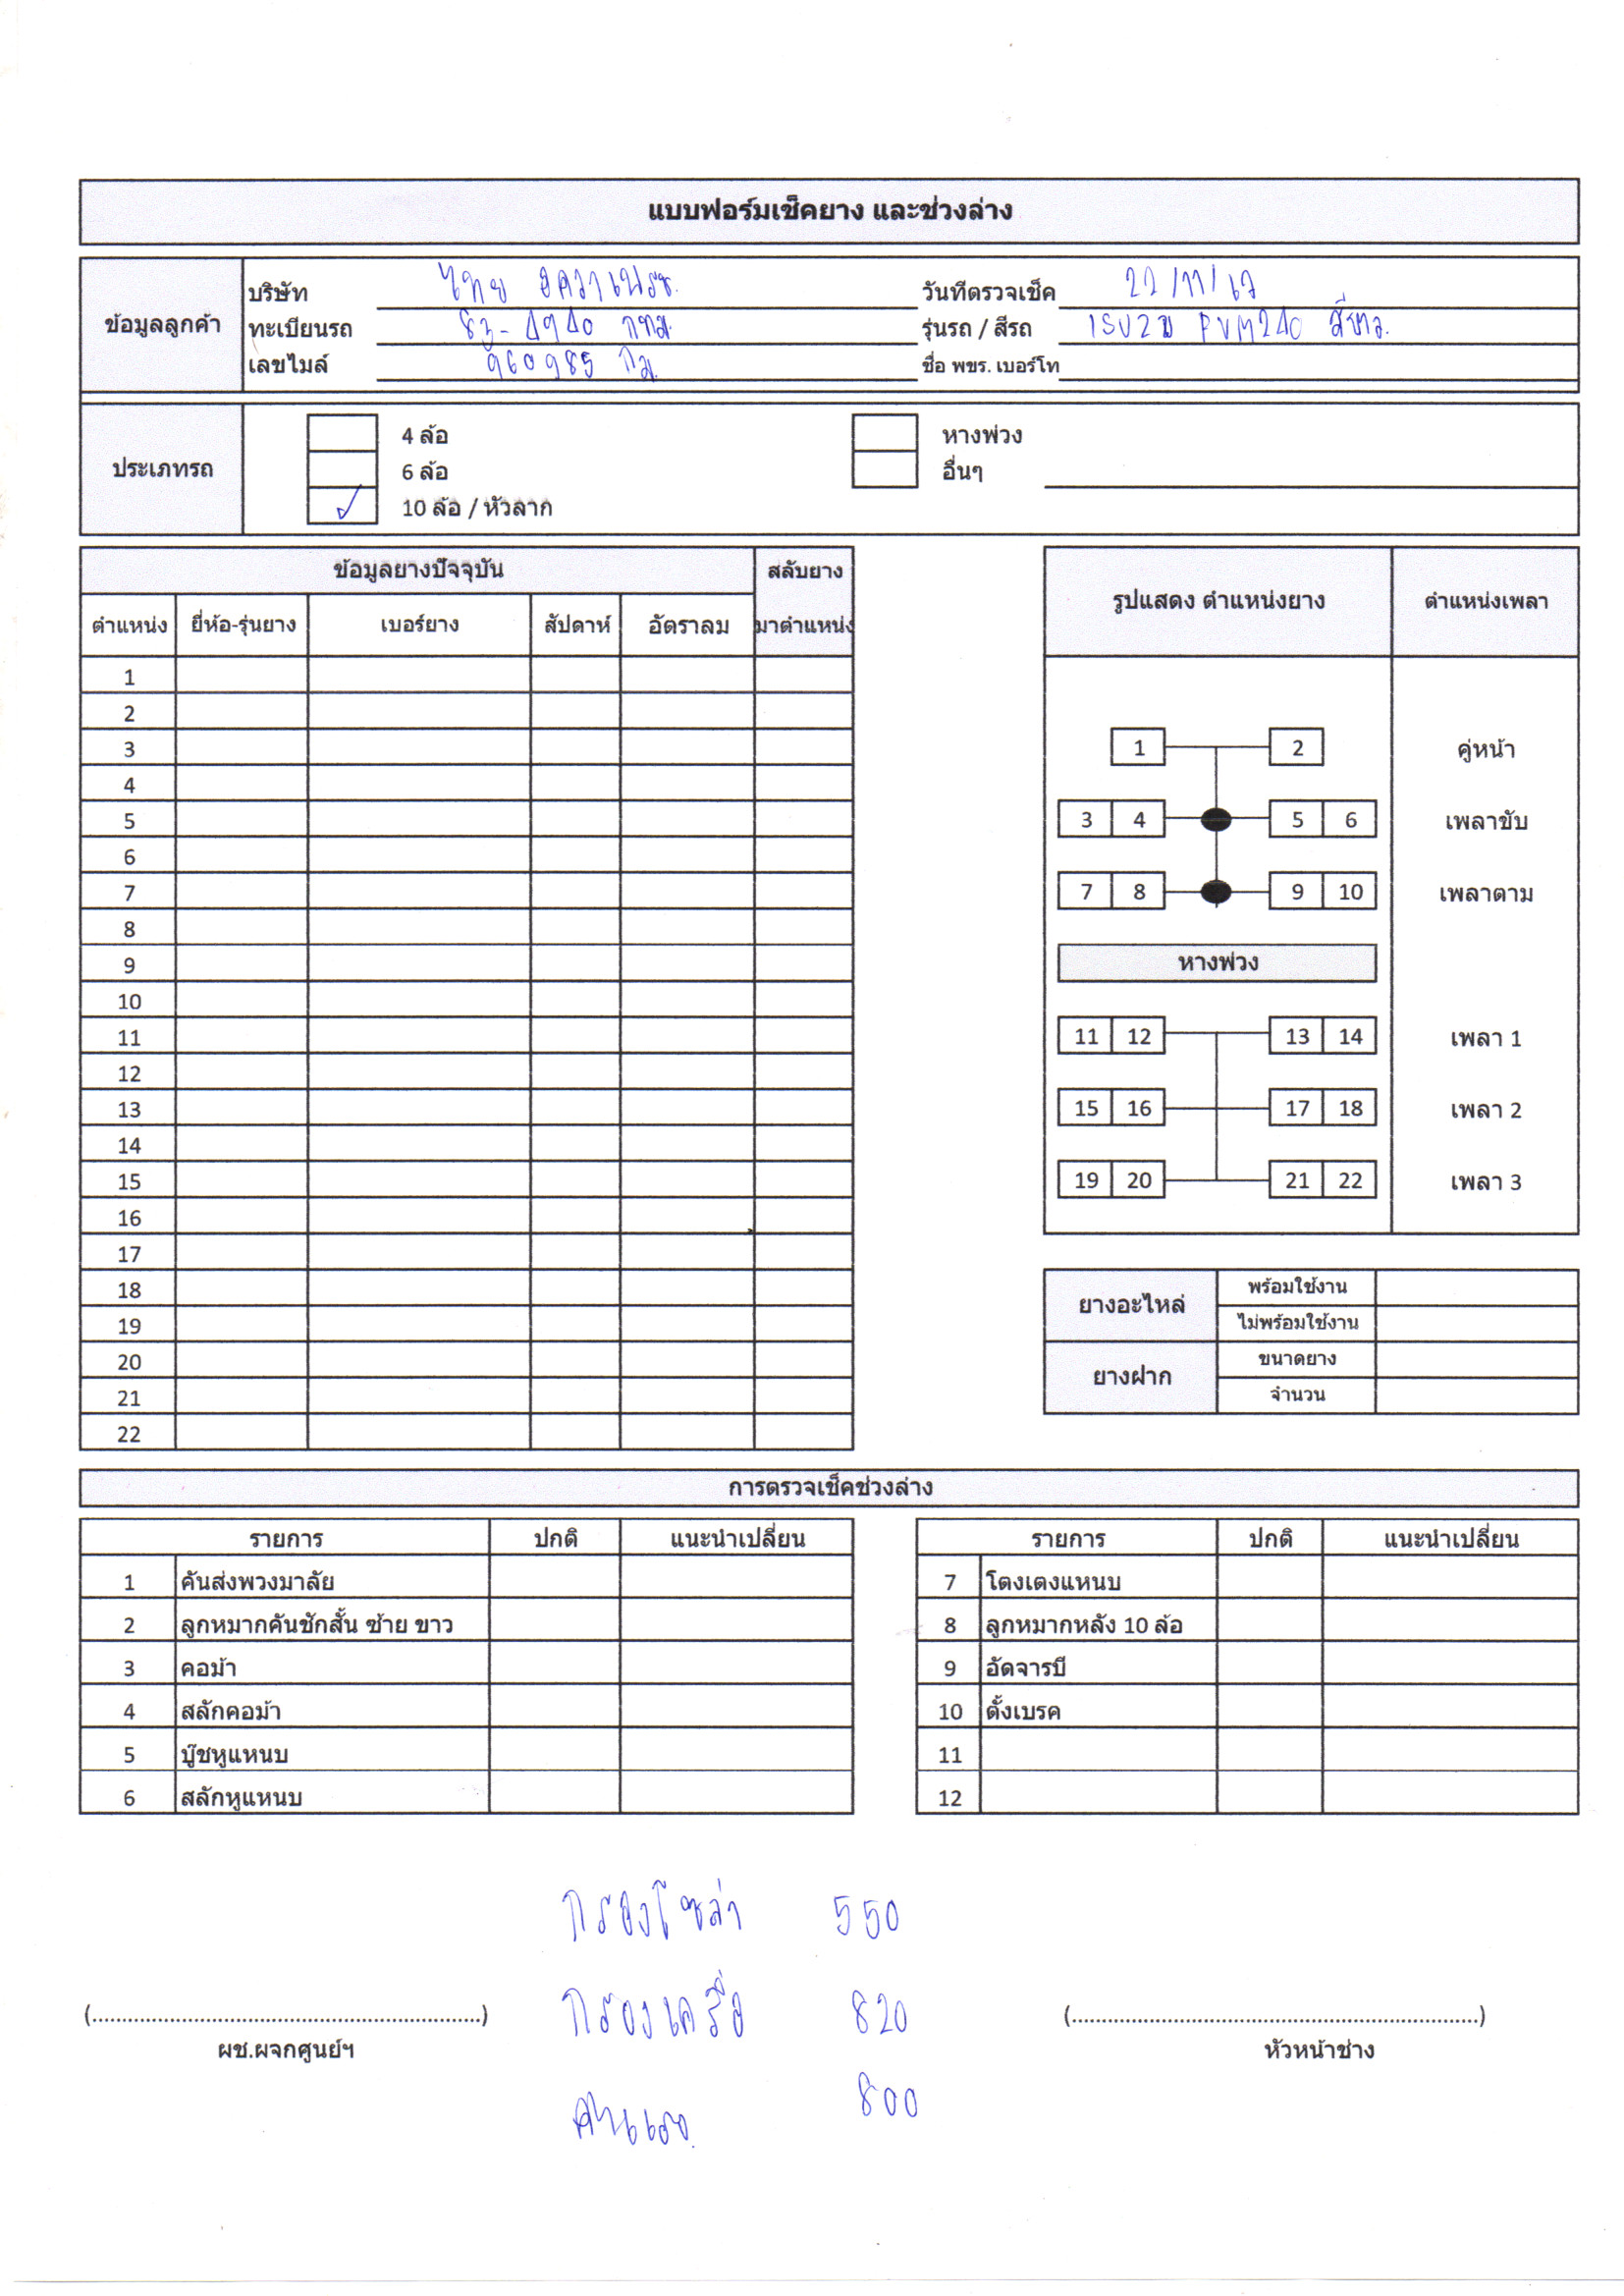 แบบฟอร์มเช็คยาง และช่วงล่าง
ข้อมูลลูกค้า
บริษัท ไทย
วันที่ตรวจเช็ค 22/11/67
ทะเบียนรถ 83-4940 กทม.
รุ่นรถ / สีรถ ISUZU สีขาว.
เลขไมล์ 960985 กม.
ชื่อ พขร. เบอร์โท
ประเภทรถ
4 ล้อ
หางพ่วง
6 ล้อ
อื่นๆ
✓ 10 ล้อ / หัวลาก
ข้อมูลยางปัจจุบัน สลับยาง
ตำแหน่ง ยี่ห้อ-รุ่นยาง เบอร์ยาง สัปดาห์ อัตราลม มาตำแหน่ง
1
2
3
4
5
6
7
8
9
10
11
12
13
14
15
16
17
18
19
20
21
22
รูปแสดง ตำแหน่งยาง ตำแหน่งเพลา
1 2 คู่หน้า
3 4 5 6 เพลาขับ
7 8 9 10 เพลาตาม
หางพ่วง
11 12 13 14 เพลา 1
15 16 17 18 เพลา 2
19 20 21 22 เพลา 3
ยางอะไหล่ พร้อมใช้งาน
ไม่พร้อมใช้งาน
ยางฝาก ขนาดยาง
จำนวน
การตรวจเช็คช่วงล่าง
รายการ ปกติ แนะนำเปลี่ยน
1 คันส่งพวงมาลัย
2 ลูกหมากคันชักสั้น ซ้าย ขาว
3 คอม้า
4 สลักคอม้า
5 บู๊ชหูแหนบ
6 สลักหูแหนบ
รายการ ปกติ แนะนำเปลี่ยน
7 โตงเตงแหนบ
8 ลูกหมากหลัง 10 ล้อ
9 อัดจารบี
10 ตั้งเบรค
11
12
กรองโซล่า 550
กรองเครื่อ 820
ค่าแรง 800
(.................................................................)
ผช.ผจกศูนย์ฯ
(.................................................................)
หัวหน้าช่าง